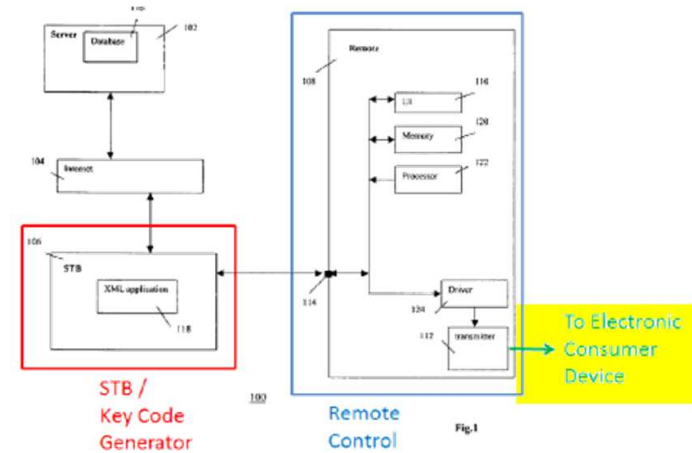 102
Server
Database
Remote
108
UI
116
Memory
120
Processor
122
104
Internet
106
STB
XML application
118
114
Driver
124
112
transmitter
To Electronic
Consumer
Device
STB /
Key Code
Generator
100
Remote
Control
Fig.1